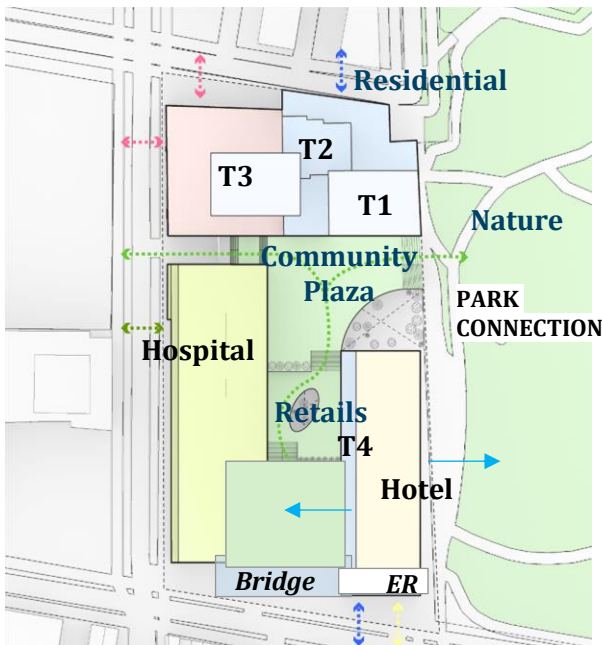 Residential
T2
T3
T1
Nature
Community
Plaza
PARK
CONNECTION
Hospital
Retails
T4
Hotel
Bridge
ER